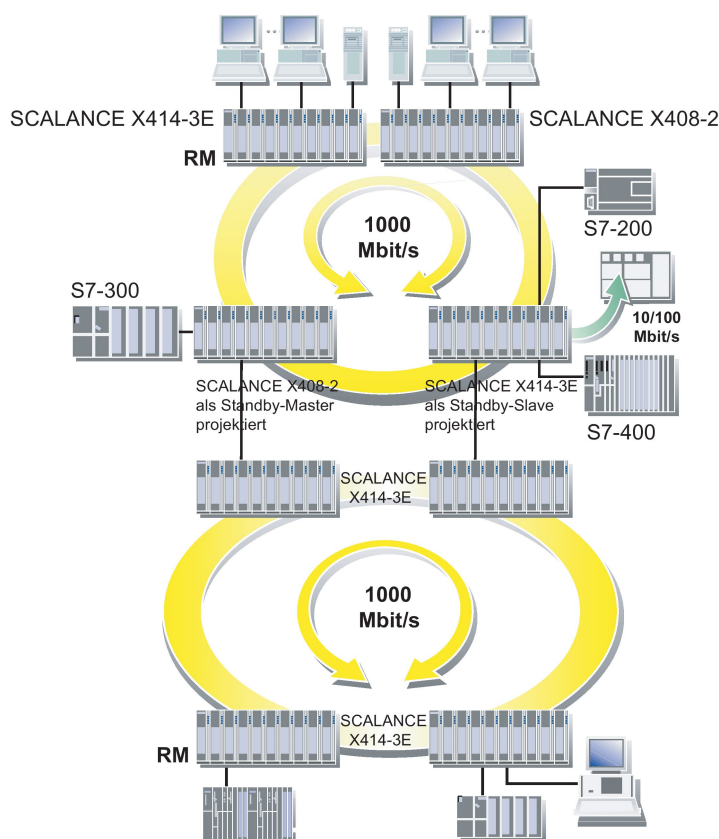 SCALANCE X414-3E
SCALANCE X408-2
RM
1000
Mbit/s
S7-200
S7-300
10/100
Mbit/s
SCALANCE X408-2
als Standby-Master
projektiert
SCALANCE X414-3E
als Standby-Slave
projektiert
S7-400
SCALANCE
X414-3E
1000
Mbit/s
SCALANCE
X414-3E
RM